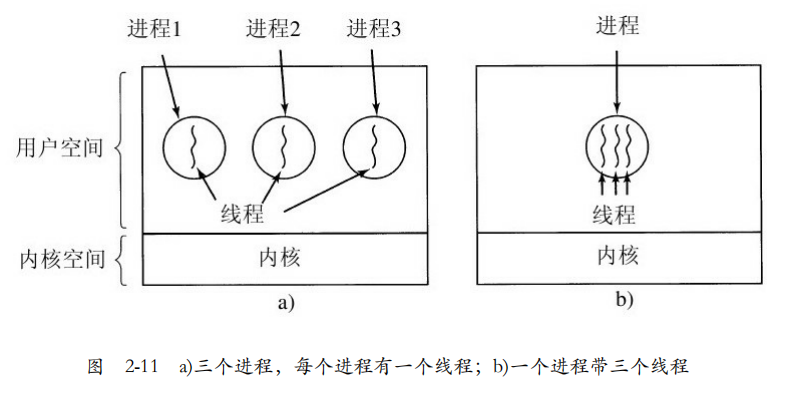 进程1 进程2 进程3 进程
用户空间
线程 线程
内核空间 内核 内核
a) b)
图 2-11 a)三个进程，每个进程有一个线程；b)一个进程带三个线程